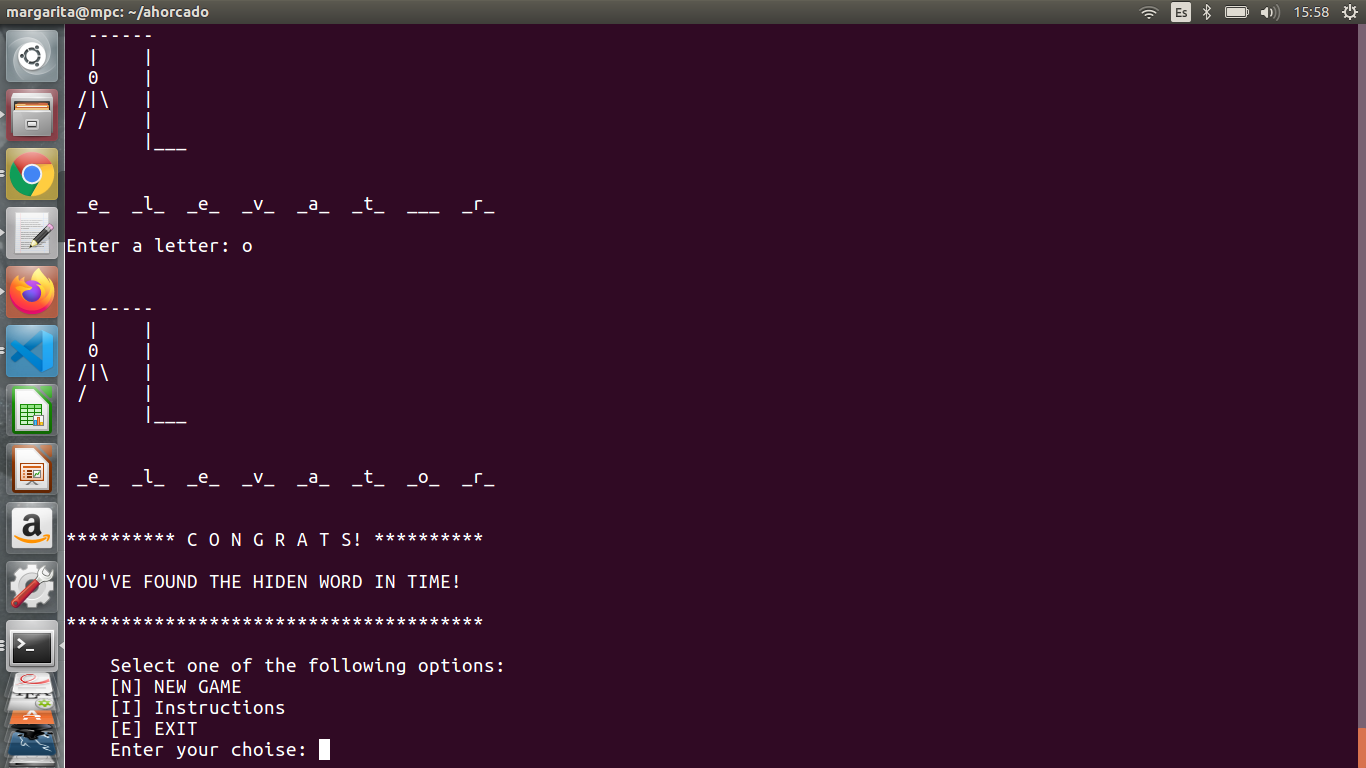 margarita@mpc: ~/ahorcado
Es
15:58
------
|    |
0    |
/|\   |
/     |
|___
_e_  _l_  _e_  _v_  _a_  _t_  ___  _r_
Enter a letter: o
------
|    |
0    |
/|\   |
/     |
|___
_e_  _l_  _e_  _v_  _a_  _t_  _o_  _r_
********** C O N G R A T S! **********
YOU'VE FOUND THE HIDEN WORD IN TIME!
**************************************
Select one of the following options:
[N] NEW GAME
[I] Instructions
[E] EXIT
Enter your choise: